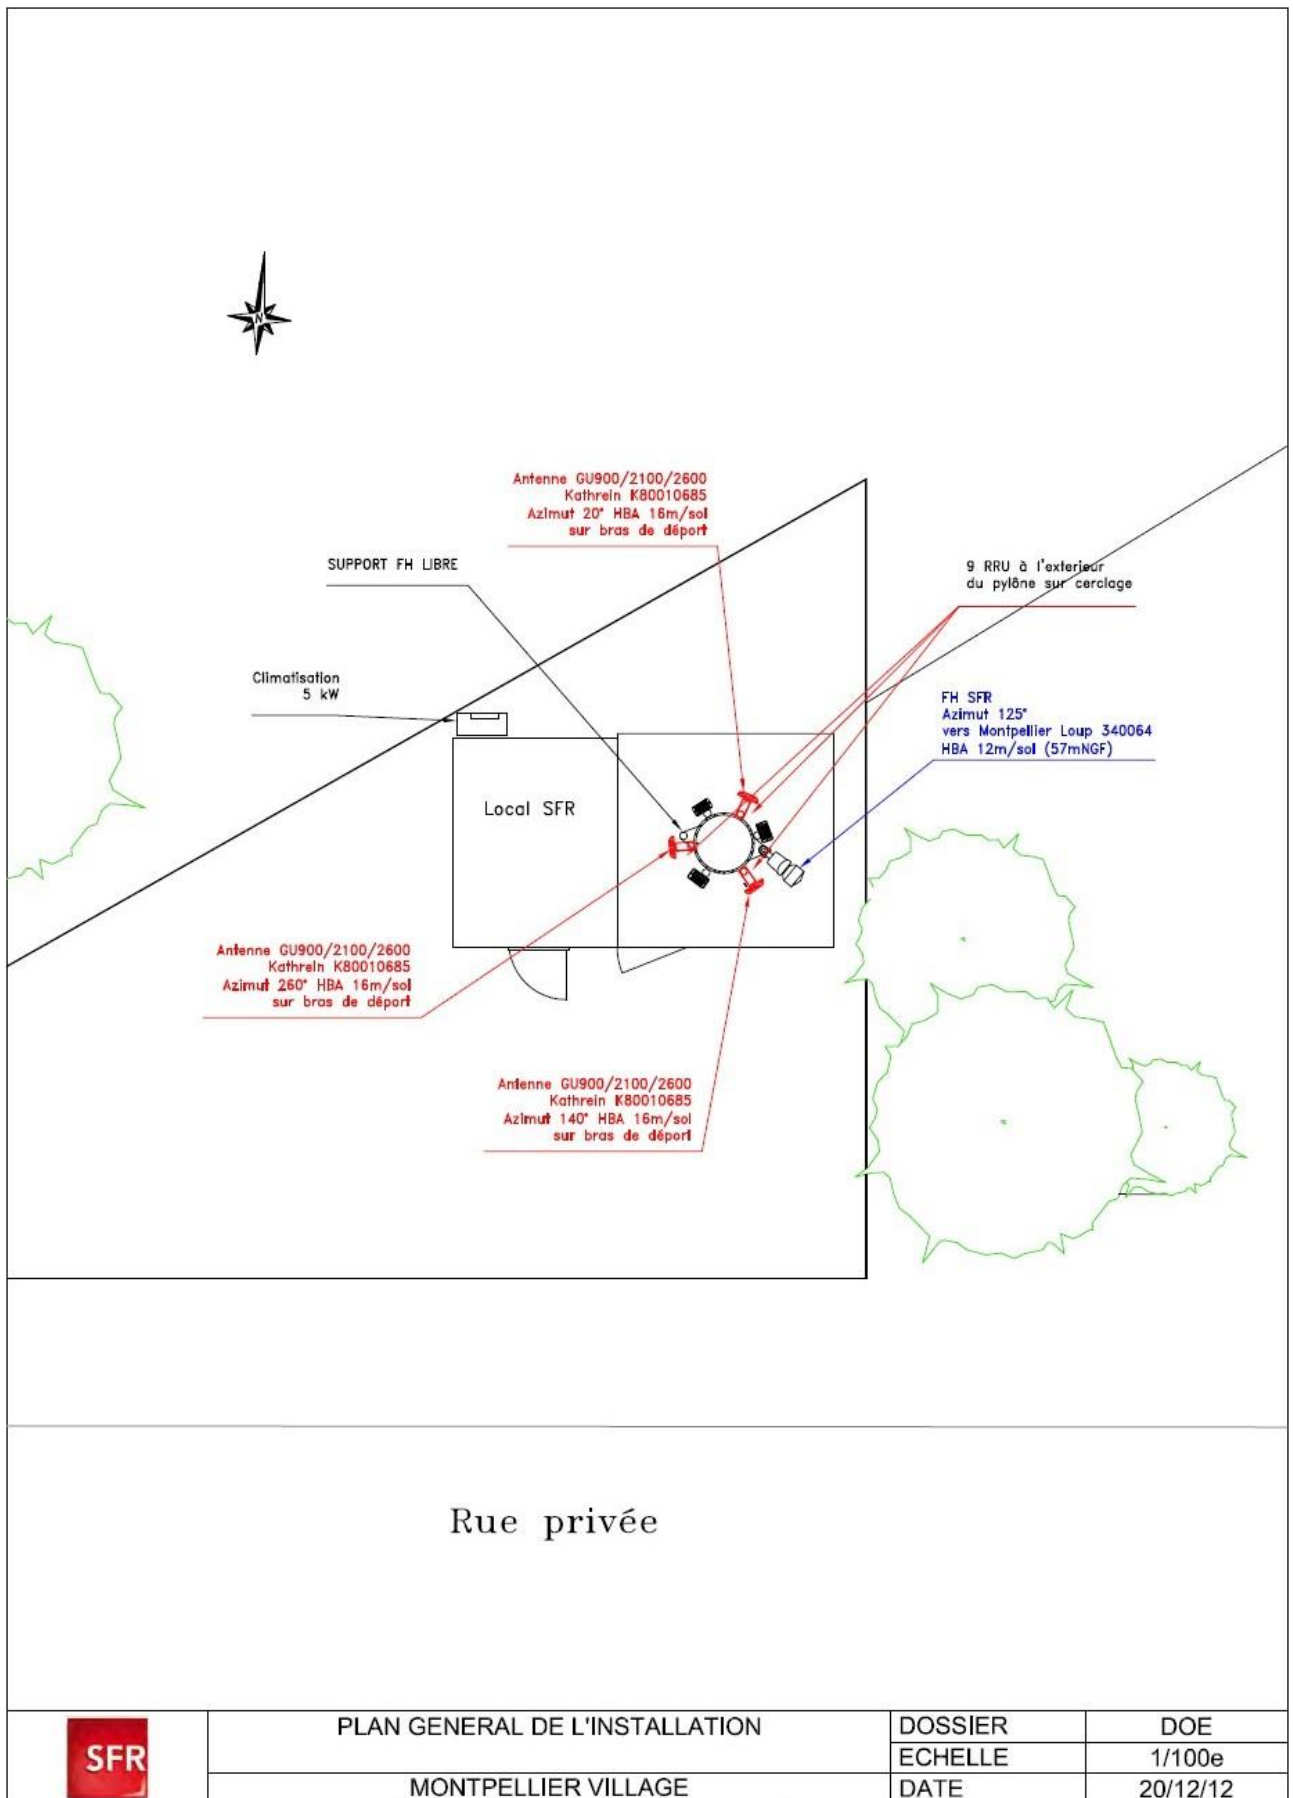 N
Antenne GU900/2100/2600
Kathrein K80010685
Azimut 20° HBA 16m/sol
sur bras de départ
SUPPORT FH LIBRE
9 RRU à l'exterieur
du pylône sur cerclage
Climatisation
5 kW
FH SFR
Azimut 125°
vers Montpellier Loup 340064
HBA 12m/sol (57mNGF)
Local SFR
Antenne GU900/2100/2600
Kathrein K80010685
Azimut 260° HBA 16m/sol
sur bras de départ
Antenne GU900/2100/2600
Kathrein K80010685
Azimut 140° HBA 16m/sol
sur bras de départ
Rue privée
SFR
PLAN GENERAL DE L'INSTALLATION
MONTPELLIER VILLAGE
DOSSIER DOE
ECHELLE 1/100e
DATE 20/12/12